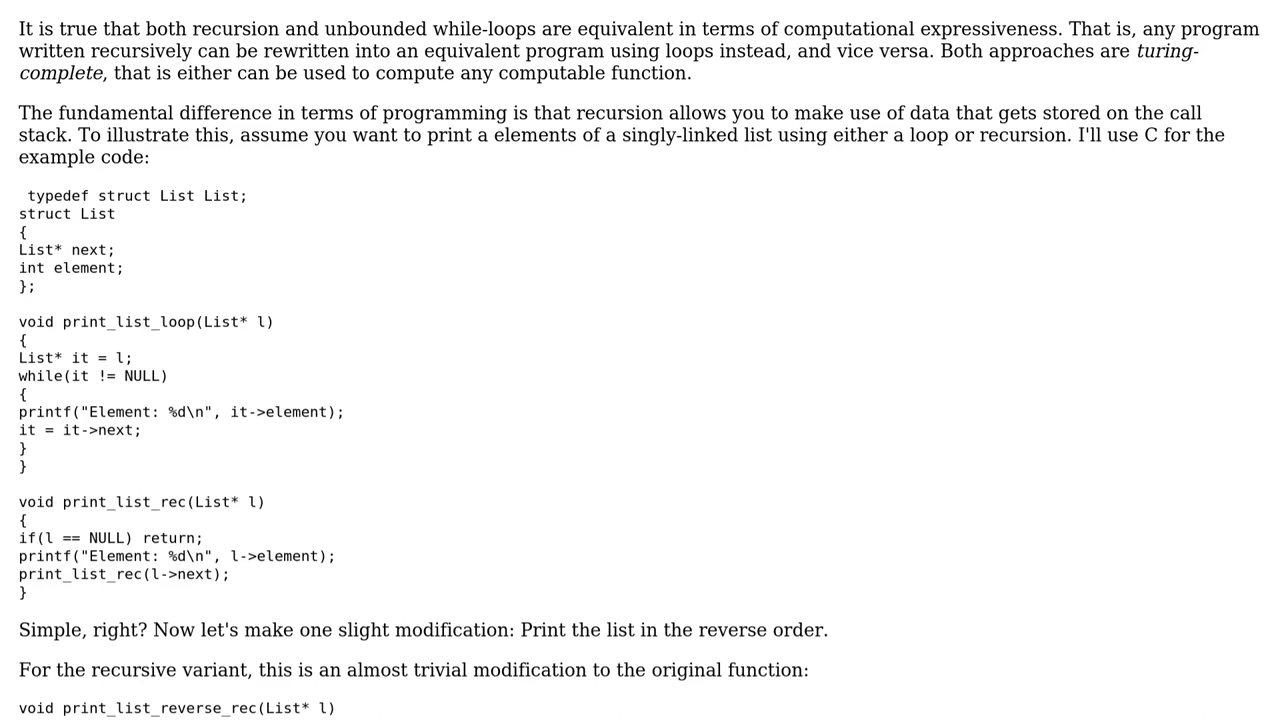 It is true that both recursion and unbounded while-loops are equivalent in terms of computational expressiveness. That is, any program
written recursively can be rewritten into an equivalent program using loops instead, and vice versa. Both approaches are turing-
complete, that is either can be used to compute any computable function.
The fundamental difference in terms of programming is that recursion allows you to make use of data that gets stored on the call
stack. To illustrate this, assume you want to print a elements of a singly-linked list using either a loop or recursion. I'll use C for the
example code:
typedef struct List List;
struct List
{
List* next;
int element;
};
void print_list_loop(List* l)
{
List* it = l;
while(it != NULL)
{
printf("Element: %d\n", it->element);
it = it->next;
}
}
void print_list_rec(List* l)
{
if(l == NULL) return;
printf("Element: %d\n", l->element);
print_list_rec(l->next);
}
Simple, right? Now let's make one slight modification: Print the list in the reverse order.
For the recursive variant, this is an almost trivial modification to the original function:
void print_list_reverse_rec(List* l)